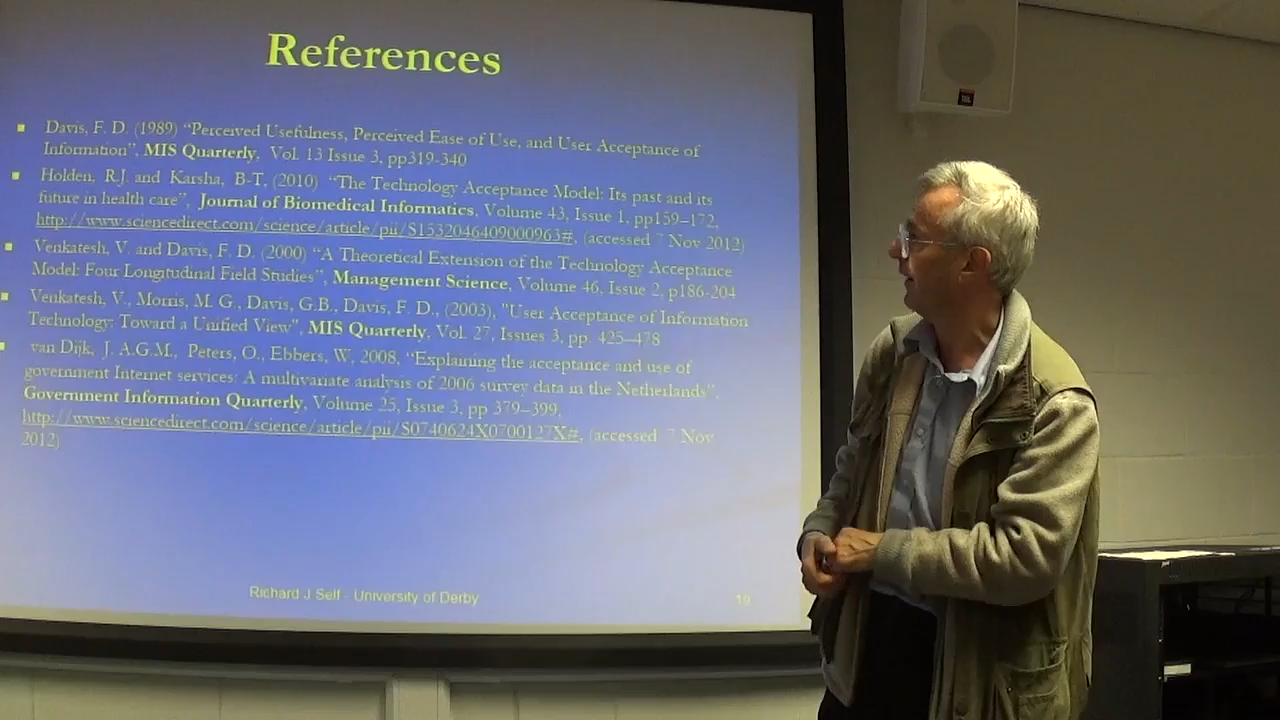 References
Davis, F. D. (1989) “Perceived Usefulness, Perceived Ease of Use, and User Acceptance of
Information”, MIS Quarterly, Vol. 13 Issue 3, pp319-340
Holden, R.J. and Karsha, B-T, (2010) “The Technology Acceptance Model: Its past and its
future in health care”, Journal of Biomedical Informatics, Volume 43, Issue 1, pp159–172,
http://www.sciencedirect.com/science/article/pii/S1532046409000963#, (accessed 7 Nov 2012)
Venkatesh, V. and Davis, F. D. (2000) “A Theoretical Extension of the Technology Acceptance
Model: Four Longitudinal Field Studies”, Management Science, Volume 46, Issue 2, p186-204
Venkatesh, V., Morris, M. G., Davis, G.B., Davis, F. D., (2003), "User Acceptance of Information
Technology: Toward a Unified View", MIS Quarterly, Vol. 27, Issues 3, pp. 425–478
van Dijk, J. A.G.M., Peters, O., Ebbers, W, 2008, “Explaining the acceptance and use of
government Internet services: A multivariate analysis of 2006 survey data in the Netherlands”,
Government Information Quarterly, Volume 25, Issue 3, pp 379–399,
http://www.sciencedirect.com/science/article/pii/S0740624X0700127X#, (accessed 7 Nov
2012)
Richard J Self - University of Derby
19
JBL